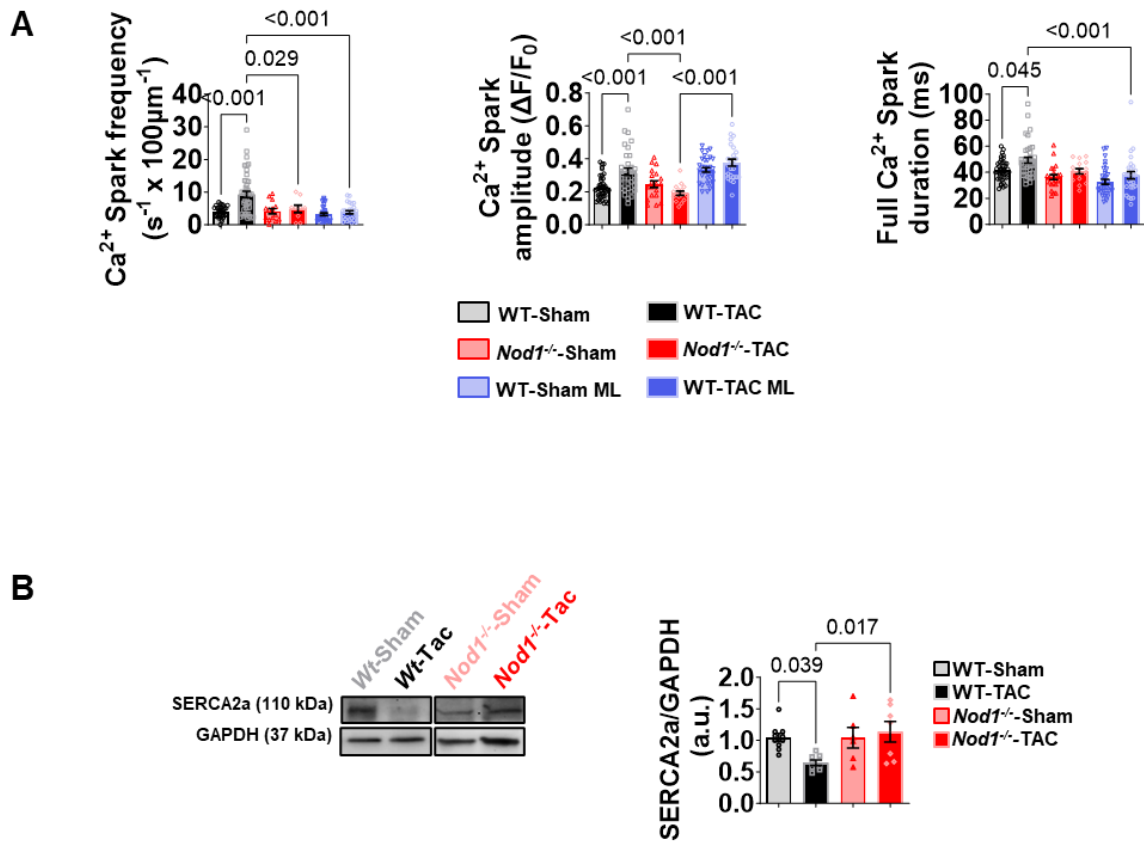 A
Ca²⁺ Spark frequency
(s⁻¹ x 100µm⁻¹)
40
30
20
10
0
<0.001
0.029
<0.001
Ca²⁺ Spark
amplitude (ΔF/F₀)
0.8
0.6
0.4
0.2
0.0
<0.001
<0.001
<0.001
Full Ca²⁺ Spark
duration (ms)
100
80
60
40
20
0
<0.001
0.045
WT-Sham
WT-TAC
Nod1⁻/⁻-Sham
Nod1⁻/⁻-TAC
WT-Sham ML
WT-TAC ML
B
Wt-Sham
Wt-Tac
Nod1⁻/⁻-Sham
Nod1⁻/⁻-Tac
SERCA2a (110 kDa)
GAPDH (37 kDa)
SERCA2a/GAPDH
(a.u.)
2.0
1.5
1.0
0.5
0.0
0.017
0.039
WT-Sham
WT-TAC
Nod1⁻/⁻-Sham
Nod1⁻/⁻-TAC